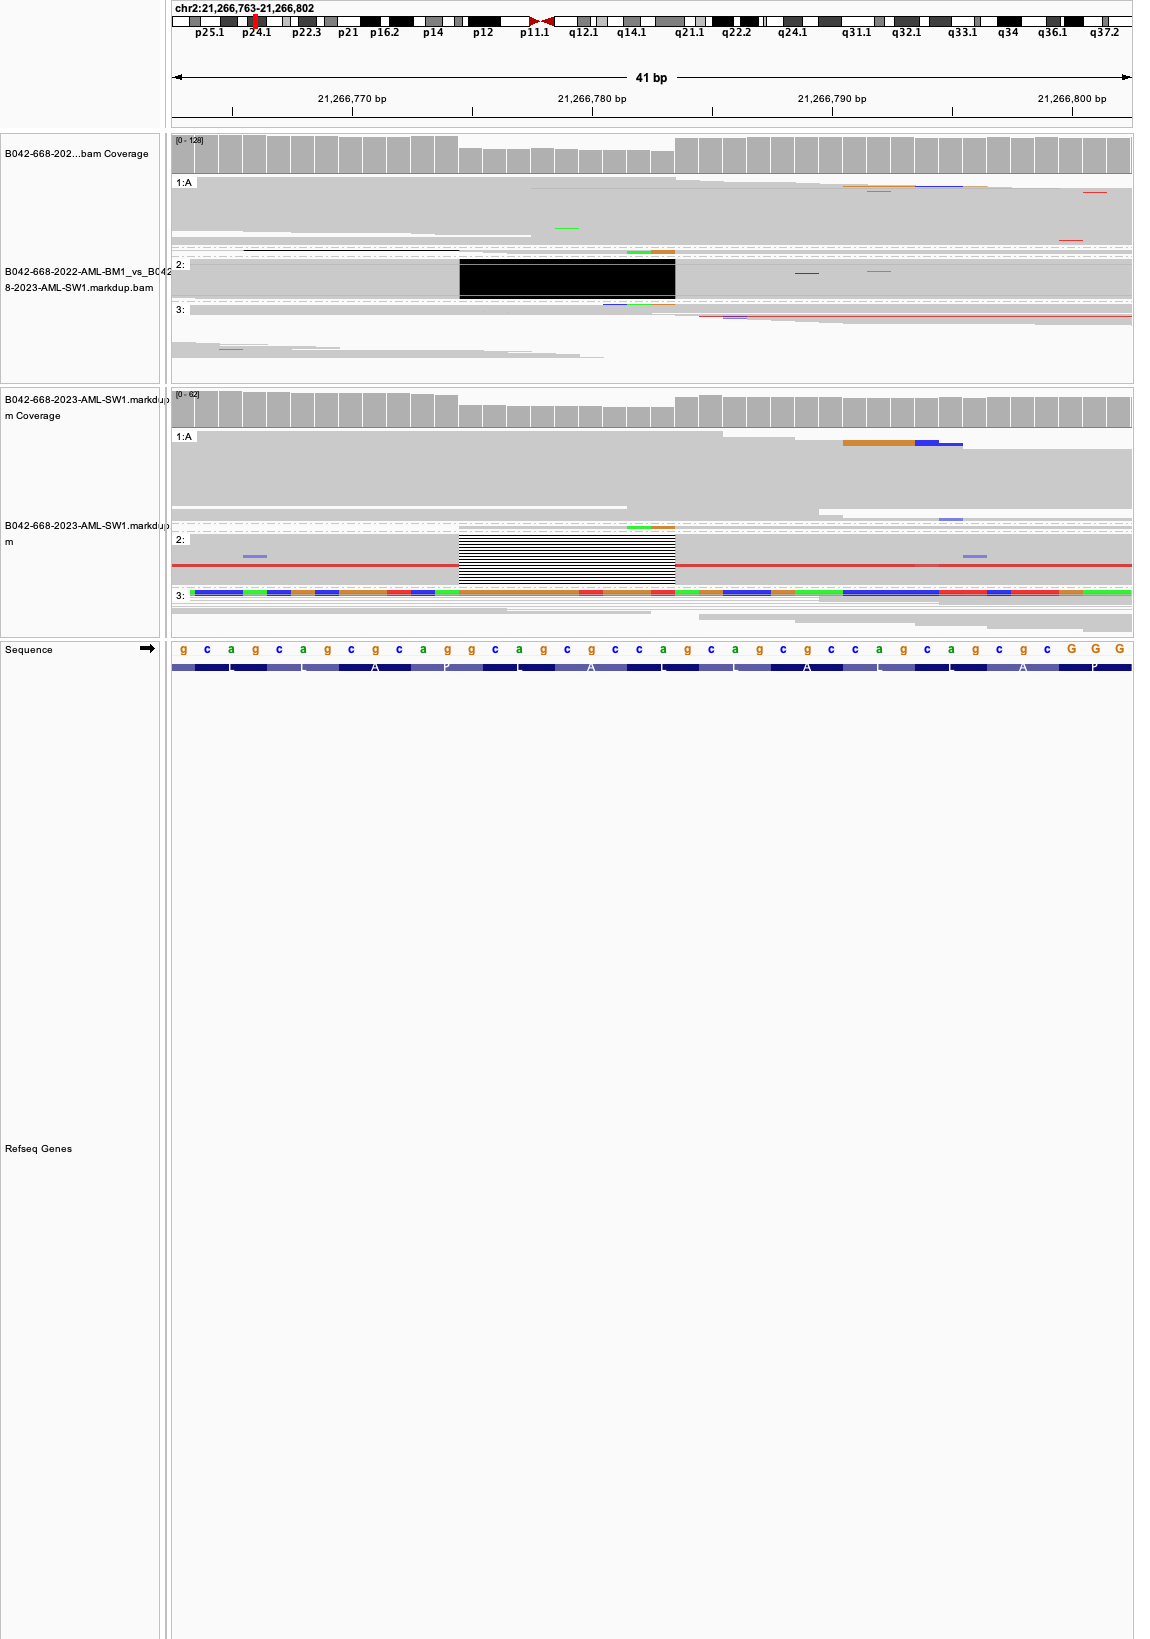 chr2:21,266,763-21,266,802
p25.1 p24.1 p22.3 p21 p16.2 p14 p12 p11.1 q12.1 q14.1 q21.1 q22.2 q24.1 q31.1 q32.1 q33.1 q34 q36.1 q37.2
41 bp
21,266,770 bp 21,266,780 bp 21,266,790 bp 21,266,800 bp
B042-668-202...bam Coverage
[0 - 128]
1:A
B042-668-2022-AML-BM1_vs_B042
8-2023-AML-SW1.markdup.bam
2:
3:
B042-668-2023-AML-SW1.markdup
m Coverage
[0 - 62]
1:A
B042-668-2023-AML-SW1.markdup
m
2:
3:
Sequence
g c a g c a g c g c a g g c a g c g c c a g c a g c g c c a g c a g c g c G G G
L L A P L A L L A L L A P
Refseq Genes